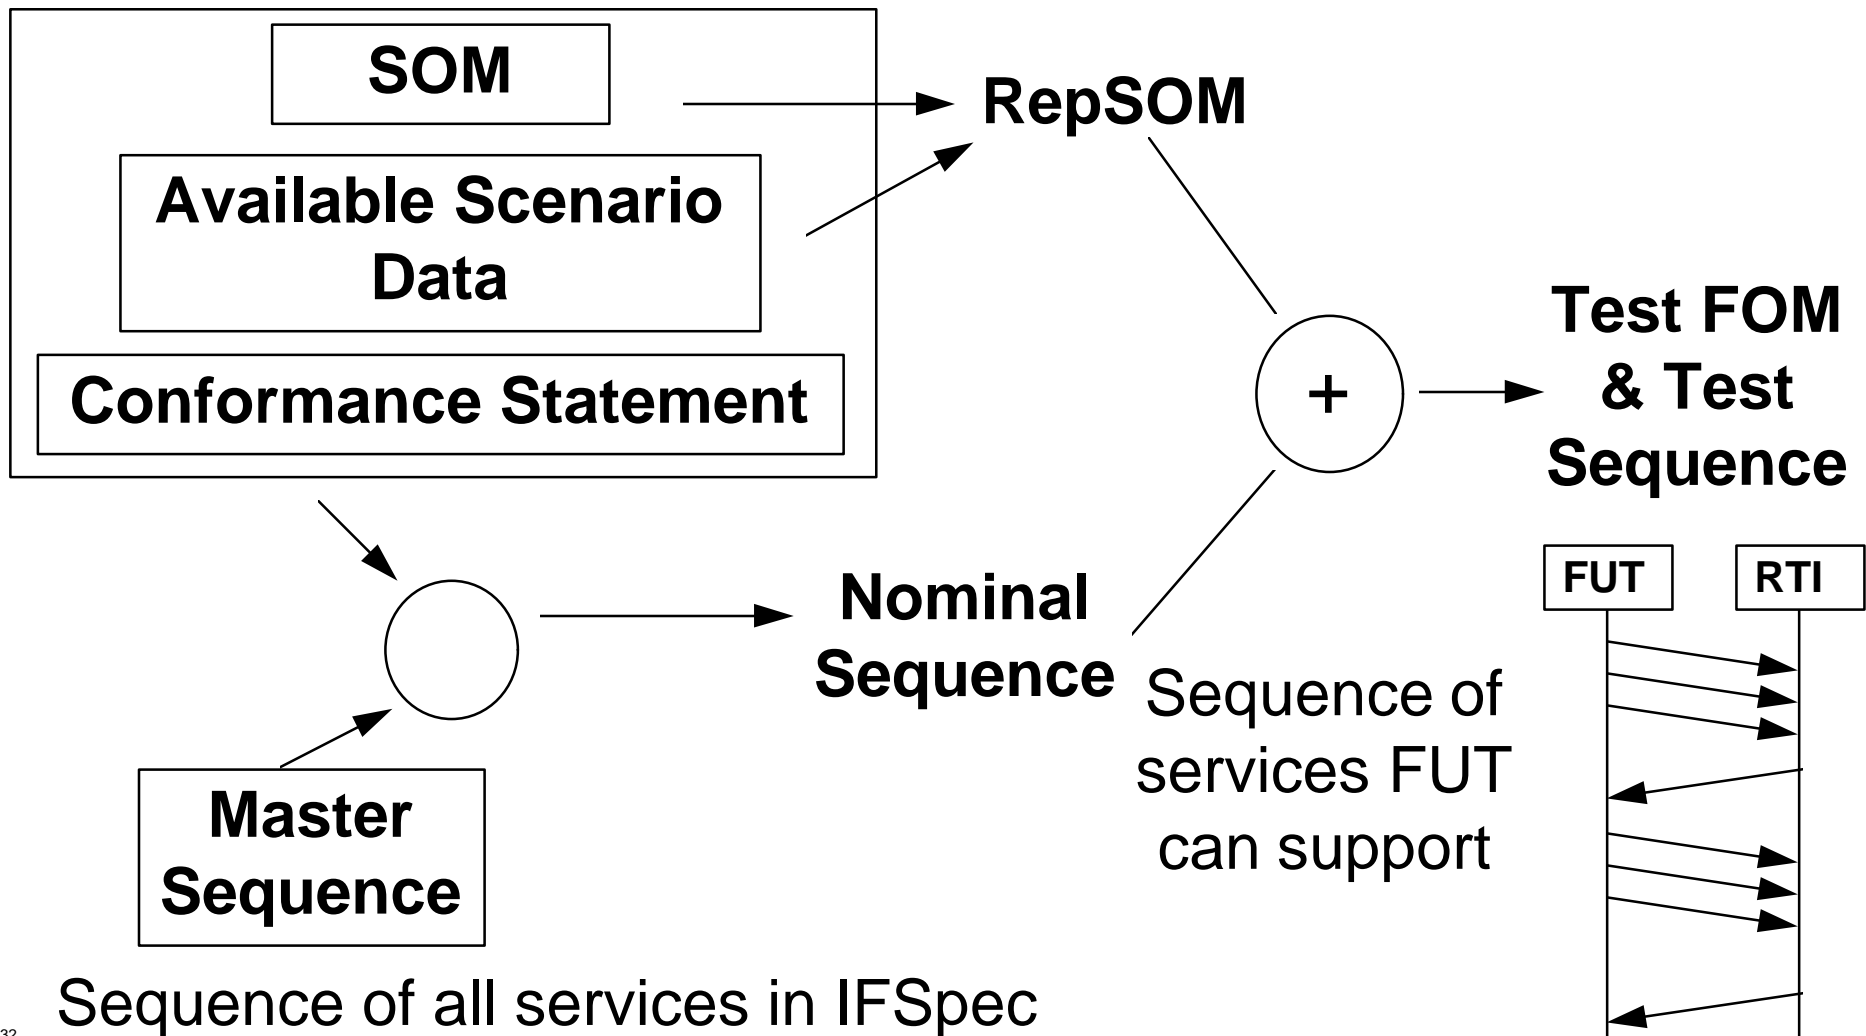 SOM
Available Scenario
Data
Conformance Statement
RepSOM
+
Test FOM
& Test
Sequence
Nominal
Sequence
Sequence of
services FUT
can support
FUT
RTI
Master
Sequence
Sequence of all services in IFSpec
32